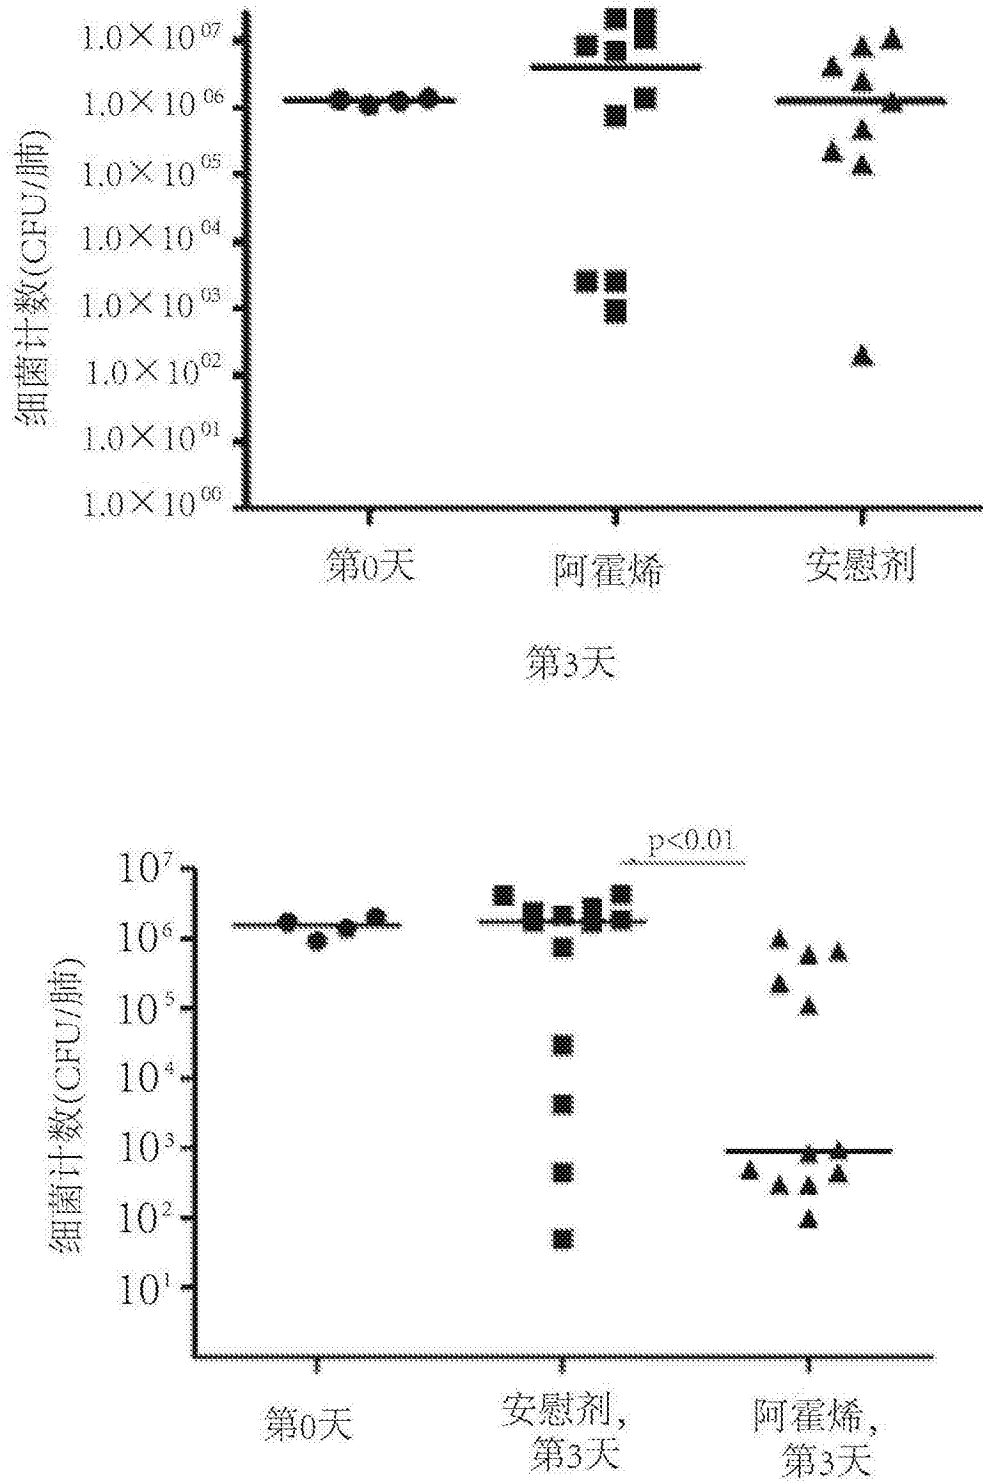 1.0×10⁰⁷
1.0×10⁰⁶
1.0×10⁰⁵
1.0×10⁰⁴
1.0×10⁰³
1.0×10⁰²
1.0×10⁰¹
1.0×10⁰⁰
细菌计数(CFU/肺)
第0天
阿霍烯
安慰剂
第3天
p<0.01
10⁷
10⁶
10⁵
10⁴
10³
10²
10¹
细菌计数(CFU/肺)
第0天
安慰剂,
第3天
阿霍烯,
第3天